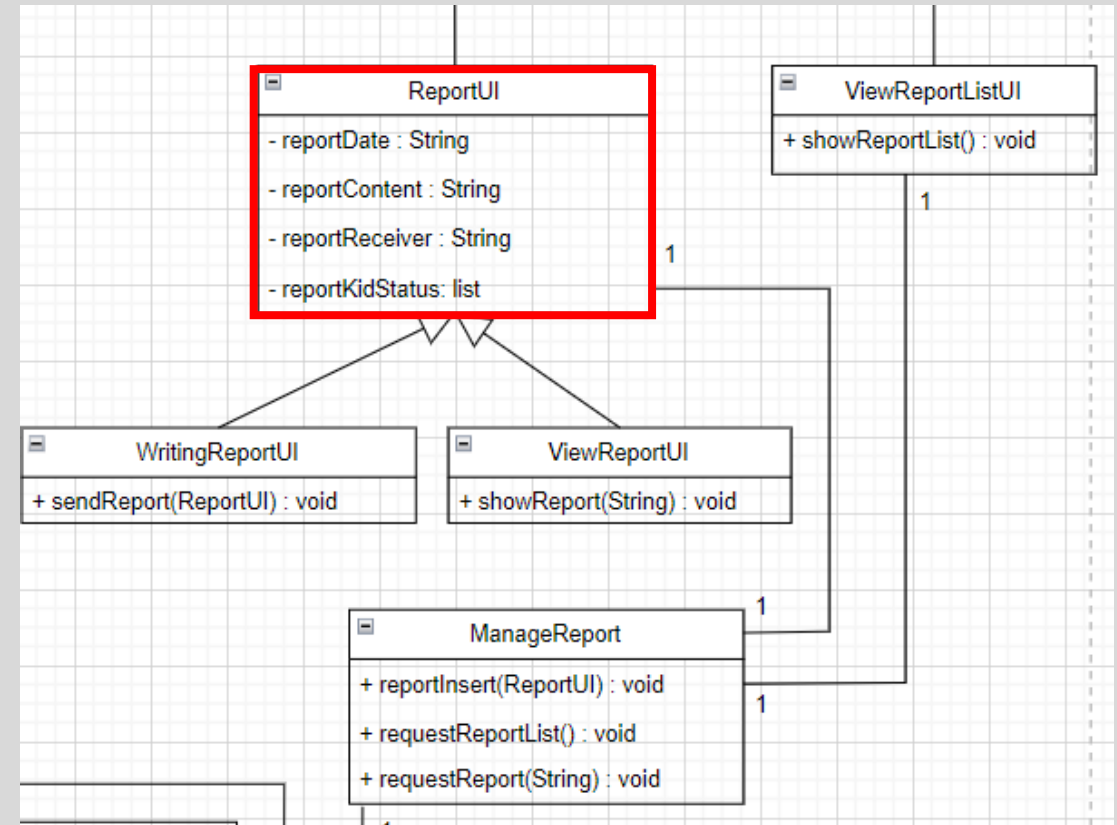 ReportUI
- reportDate : String
- reportContent : String
- reportReceiver : String
- reportKidStatus: list
ViewReportListUI
+ showReportList() : void
1
1
WritingReportUI
+ sendReport(ReportUI) : void
ViewReportUI
+ showReport(String) : void
1
ManageReport
+ reportInsert(ReportUI) : void
+ requestReportList() : void
+ requestReport(String) : void
1